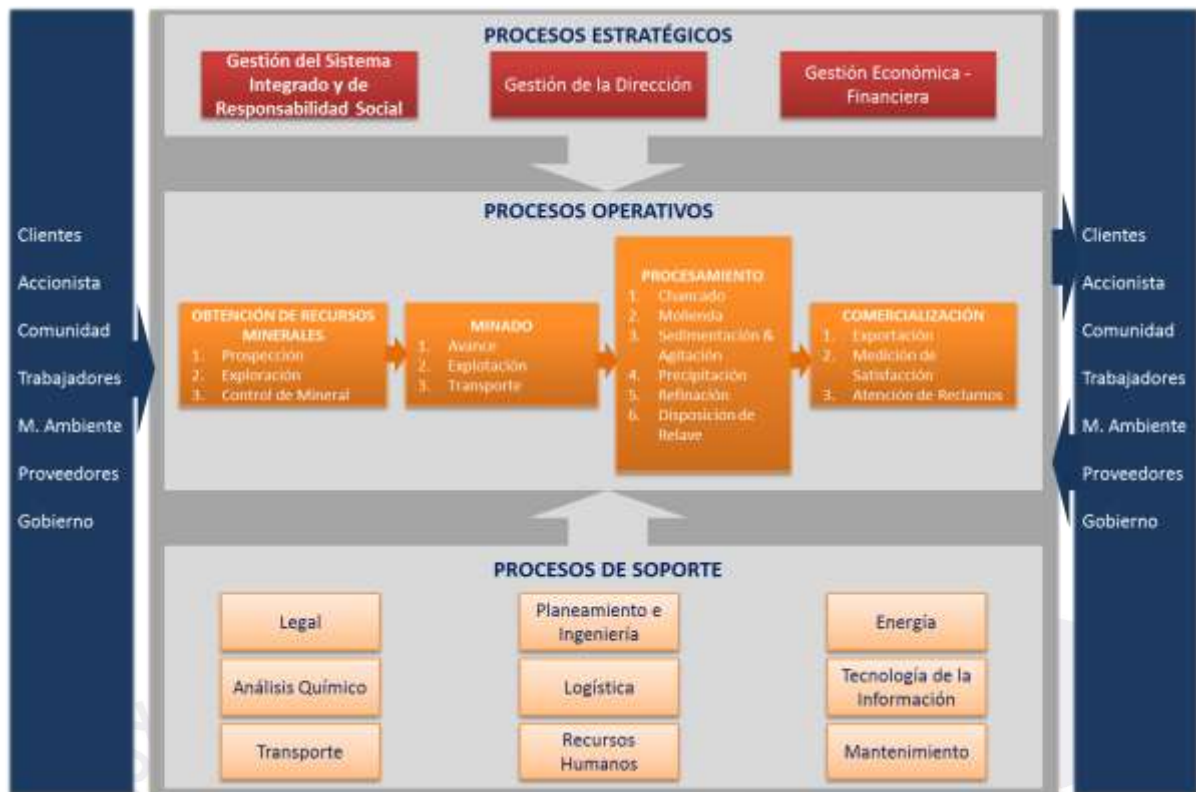 PROCESOS ESTRATÉGICOS
Gestión del Sistema
Integrado y de
Responsabilidad Social
Gestión de la Dirección
Gestión Económica -
Financiera
Clientes
Accionista
Comunidad
Trabajadores
M. Ambiente
Proveedores
Gobierno
PROCESOS OPERATIVOS
OBTENCIÓN DE RECURSOS
MINERALES
1. Prospección
2. Exploración
3. Control de Mineral
MINADO
1. Avance
2. Explotación
3. Transporte
PROCESAMIENTO
1. Chancado
2. Molienda
3. Sedimentación &
Agitación
4. Precipitación
5. Refinación
6. Disposición de
Relave
COMERCIALIZACIÓN
1. Exportación
2. Medición de
Satisfacción
3. Atención de Reclamos
Clientes
Accionista
Comunidad
Trabajadores
M. Ambiente
Proveedores
Gobierno
PROCESOS DE SOPORTE
Legal
Planeamiento e
Ingeniería
Energía
Análisis Químico
Logística
Tecnología de la
Información
Transporte
Recursos
Humanos
Mantenimiento